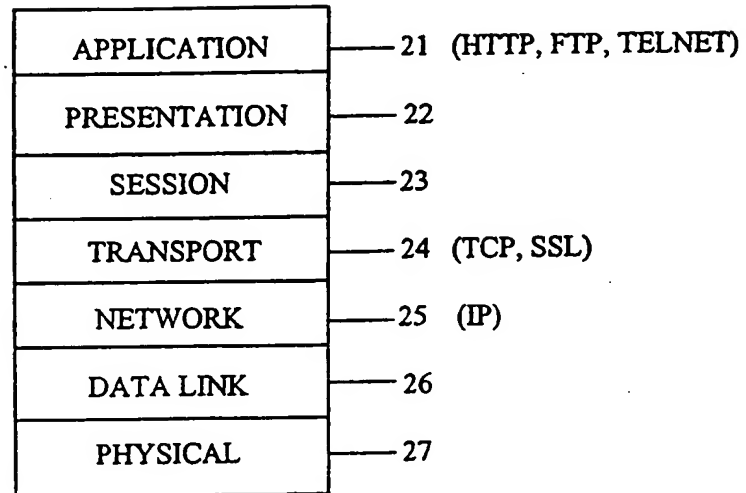 APPLICATION 21 (HTTP, FTP, TELNET)
PRESENTATION 22
SESSION 23
TRANSPORT 24 (TCP, SSL)
NETWORK 25 (IP)
DATA LINK 26
PHYSICAL 27